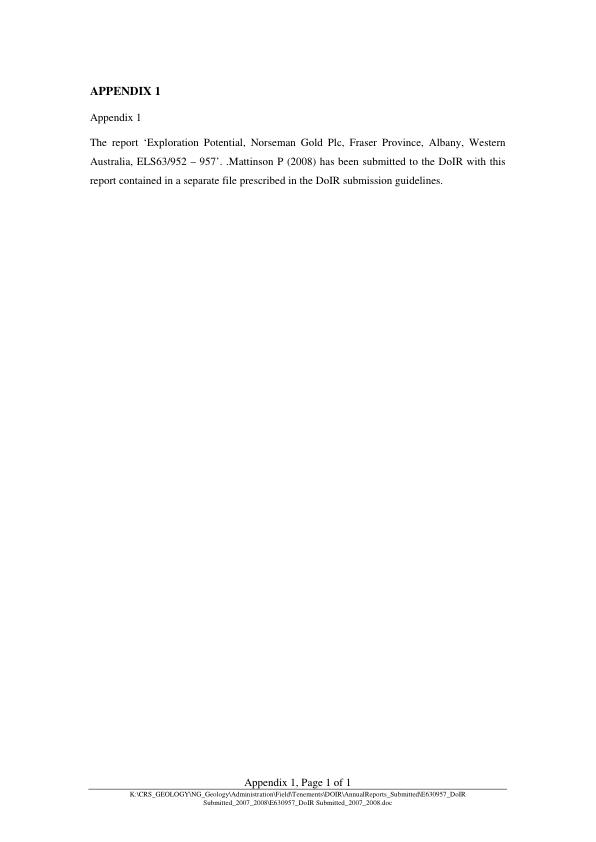 APPENDIX 1
Appendix 1
The report ‘Exploration Potential, Norseman Gold Plc, Fraser Province, Albany, Western
Australia, ELS63/952 – 957’. .Mattinson P (2008) has been submitted to the DoIR with this
report contained in a separate file prescribed in the DoIR submission guidelines.
Appendix 1, Page 1 of 1
K:\CRS_GEOLOGY\NG_Geology\Administration\Field\Tenements\DOIR\AnnualReports_Submitted\E630957_DoIR
Submitted_2007_2008\E630957_DoIR Submitted_2007_2008.doc